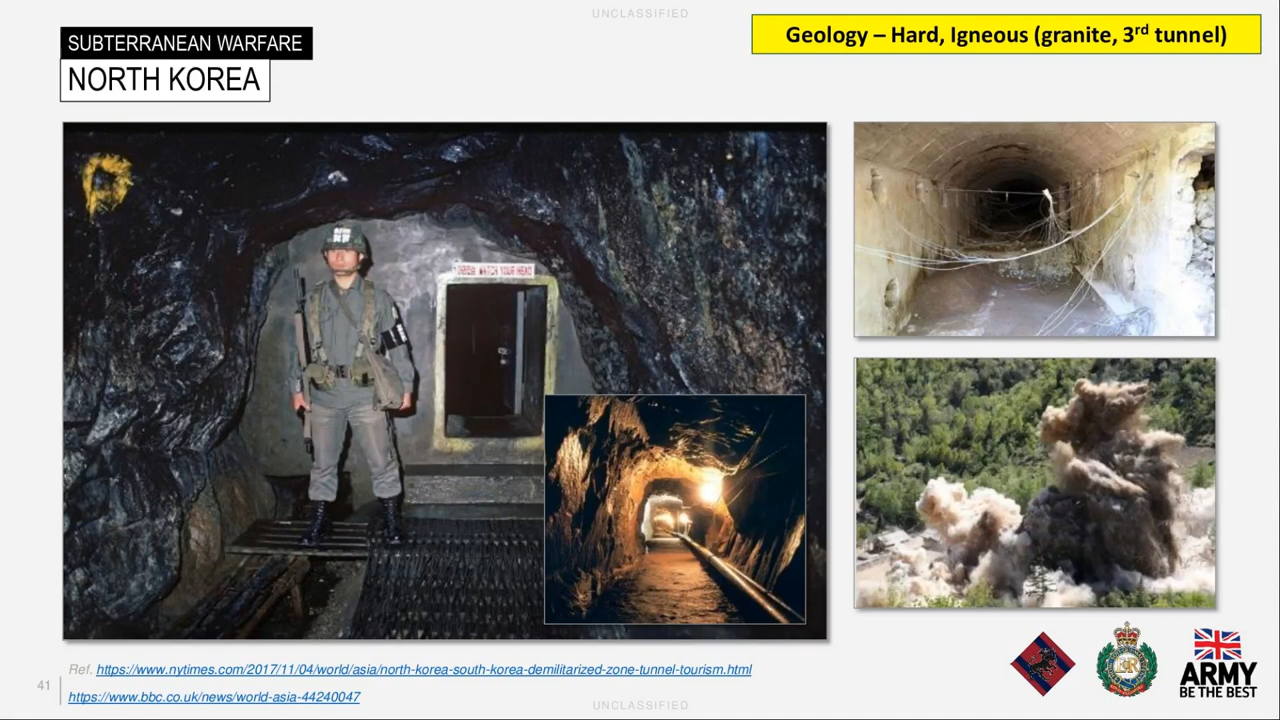 UNCLASSIFIED
SUBTERRANEAN WARFARE
NORTH KOREA
Geology – Hard, Igneous (granite, 3rd tunnel)
WATCH YOUR HEAD
Ref. https://www.nytimes.com/2017/11/04/world/asia/north-korea-south-korea-demilitarized-zone-tunnel-tourism.html
41
https://www.bbc.co.uk/news/world-asia-44240047
UNCLASSIFIED
ARMY
BE THE BEST